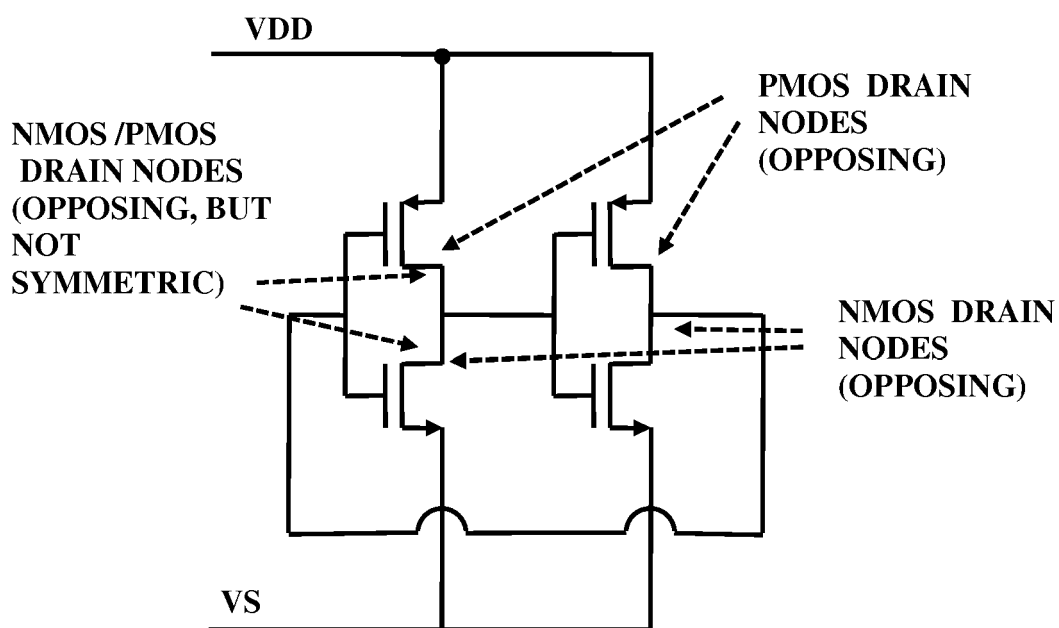 VDD
PMOS DRAIN
NODES
(OPPOSING)
NMOS /PMOS
DRAIN NODES
(OPPOSING, BUT
NOT
SYMMETRIC)
NMOS DRAIN
NODES
(OPPOSING)
VS